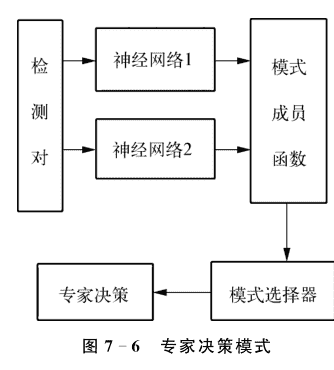 检测对
神经网络1
神经网络2
模式成员函数
模式选择器
专家决策
图 7-6 专家决策模式